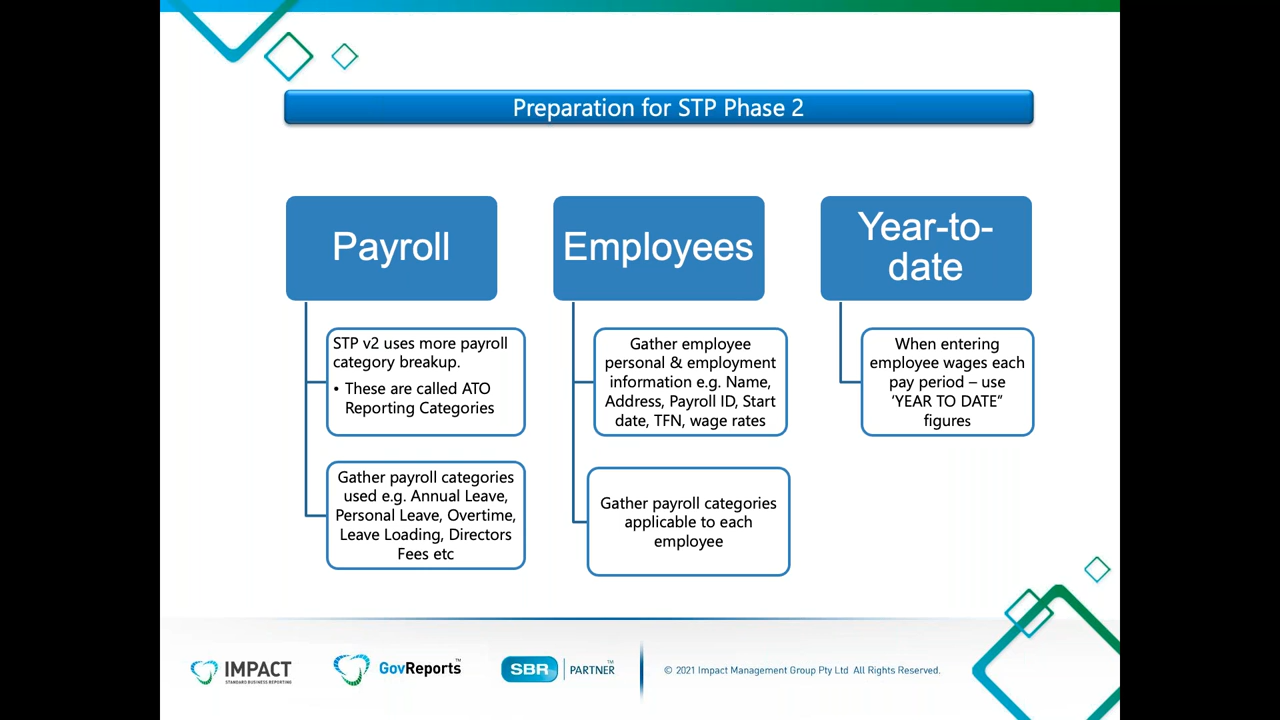 Preparation for STP Phase 2
Payroll
STP v2 uses more payroll
category breakup.
• These are called ATO
Reporting Categories
Gather payroll categories
used e.g. Annual Leave,
Personal Leave, Overtime,
Leave Loading, Directors
Fees etc
Employees
Gather employee
personal & employment
information e.g. Name,
Address, Payroll ID, Start
date, TFN, wage rates
Gather payroll categories
applicable to each
employee
Year-to-
date
When entering
employee wages each
pay period – use
‘YEAR TO DATE”
figures
IMPACT
STANDARD BUSINESS REPORTING
GovReports™
SBR PARTNER™
© 2021 Impact Management Group Pty Ltd All Rights Reserved.